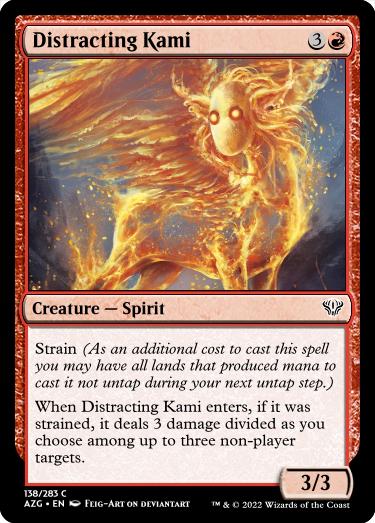 Distracting Kami
3
Creature — Spirit
Strain (As an additional cost to cast this spell
you may have all lands that produced mana to
cast it not untap during your next untap step.)
When Distracting Kami enters, if it was
strained, it deals 3 damage divided as you
choose among up to three non-player
targets.
3/3
138/283 C
AZG • EN Feig-Art on deviantart
™ & © 2022 Wizards of the Coast